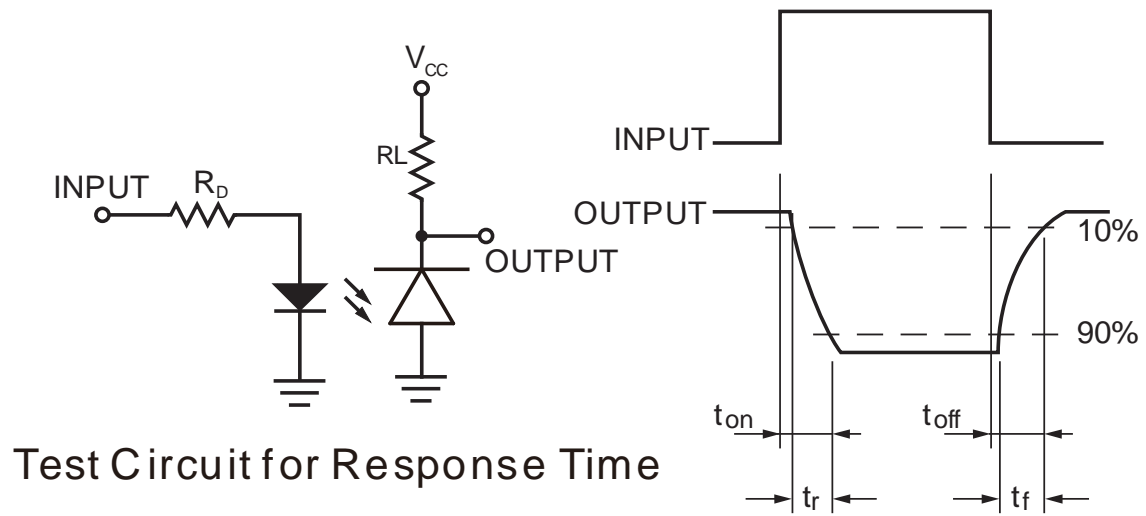 V_CC
RL
INPUT
R_D
OUTPUT
Test Circuit for Response Time
INPUT
OUTPUT
10%
90%
t_on
t_off
t_r
t_f